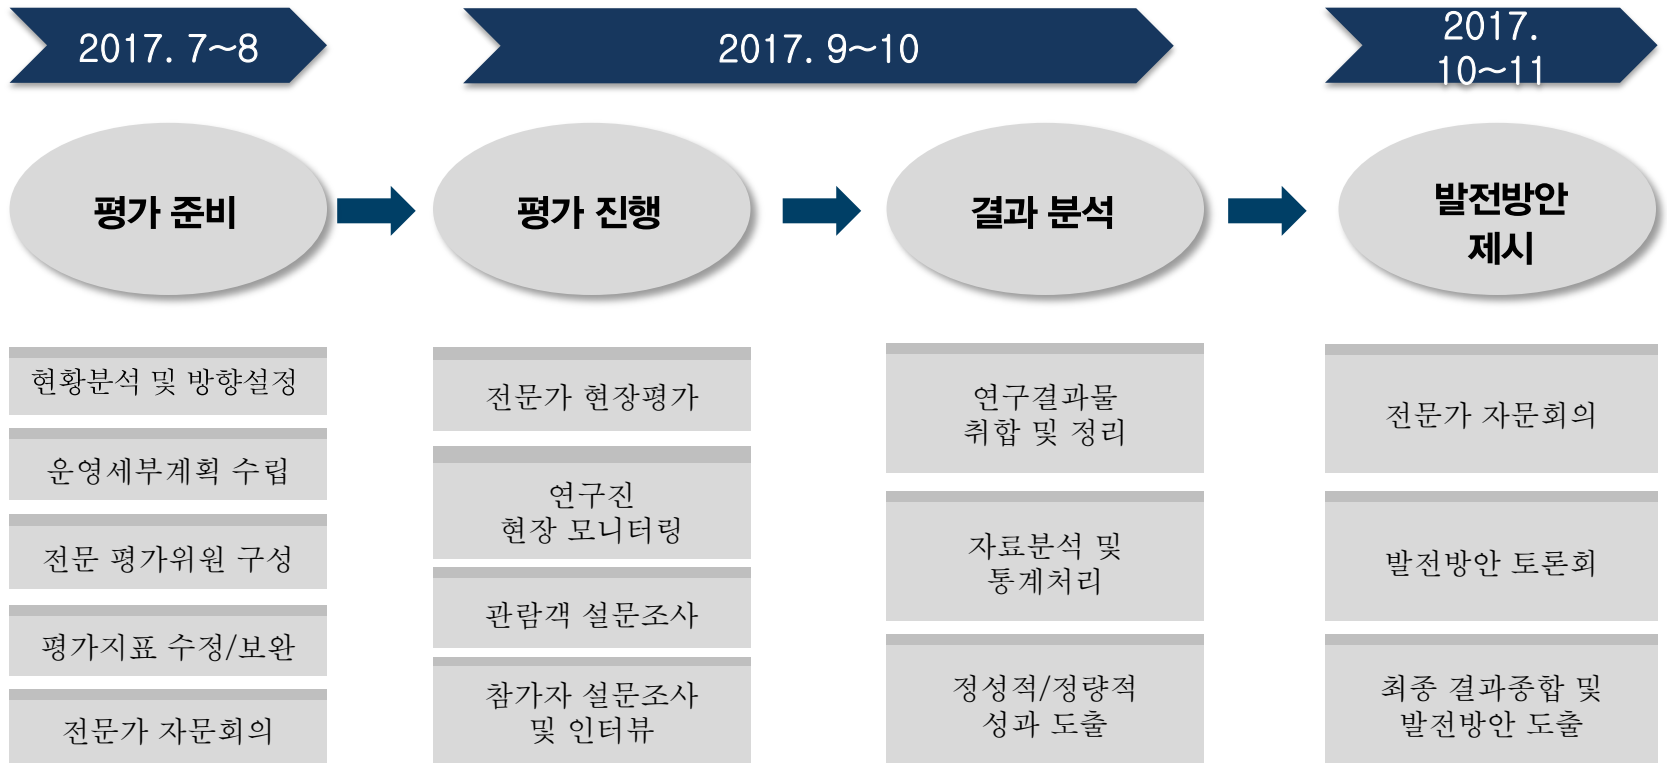 2017. 7~8
2017. 9~10
2017.
10~11
평가 준비
평가 진행
결과 분석
발전방안
제시
현황분석 및 방향설정
운영세부계획 수립
전문 평가위원 구성
평가지표 수정/보완
전문가 자문회의
전문가 현장평가
연구진
현장 모니터링
관람객 설문조사
참가자 설문조사
및 인터뷰
연구결과물
취합 및 정리
자료분석 및
통계처리
정성적/정량적
성과 도출
전문가 자문회의
발전방안 토론회
최종 결과종합 및
발전방안 도출